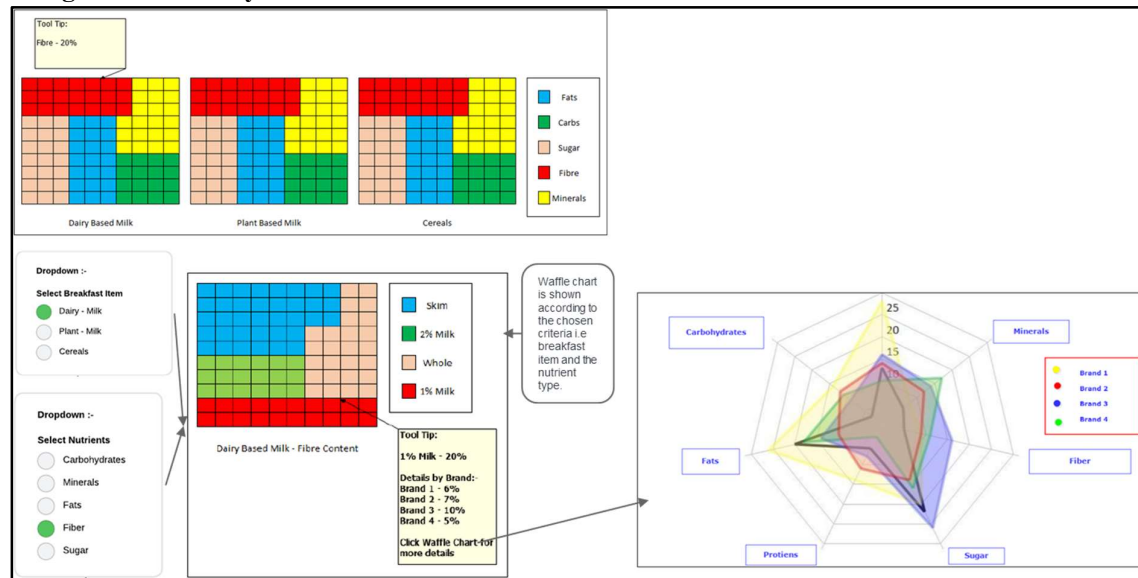 Tool Tip:
Fibre - 20%
Fats
Carbs
Sugar
Fibre
Minerals
Dairy Based Milk
Plant Based Milk
Cereals
Dropdown :-
Select Breakfast Item
Dairy - Milk
Plant - Milk
Cereals
Dropdown :-
Select Nutrients
Carbohydrates
Minerals
Fats
Fiber
Sugar
Skim
2% Milk
Whole
1% Milk
Dairy Based Milk - Fibre Content
Tool Tip:
1% Milk - 20%
Details by Brand:-
Brand 1 - 6%
Brand 2 - 7%
Brand 3 - 10%
Brand 4 - 5%
Click Waffle Chart for
more details
Waffle chart
is shown
according to
the chosen
criteria i.e
breakfast
item and the
nutrient
type.
25
20
15
10
Carbohydrates
Minerals
Fats
Fiber
Protiens
Sugar
Brand 1
Brand 2
Brand 3
Brand 4